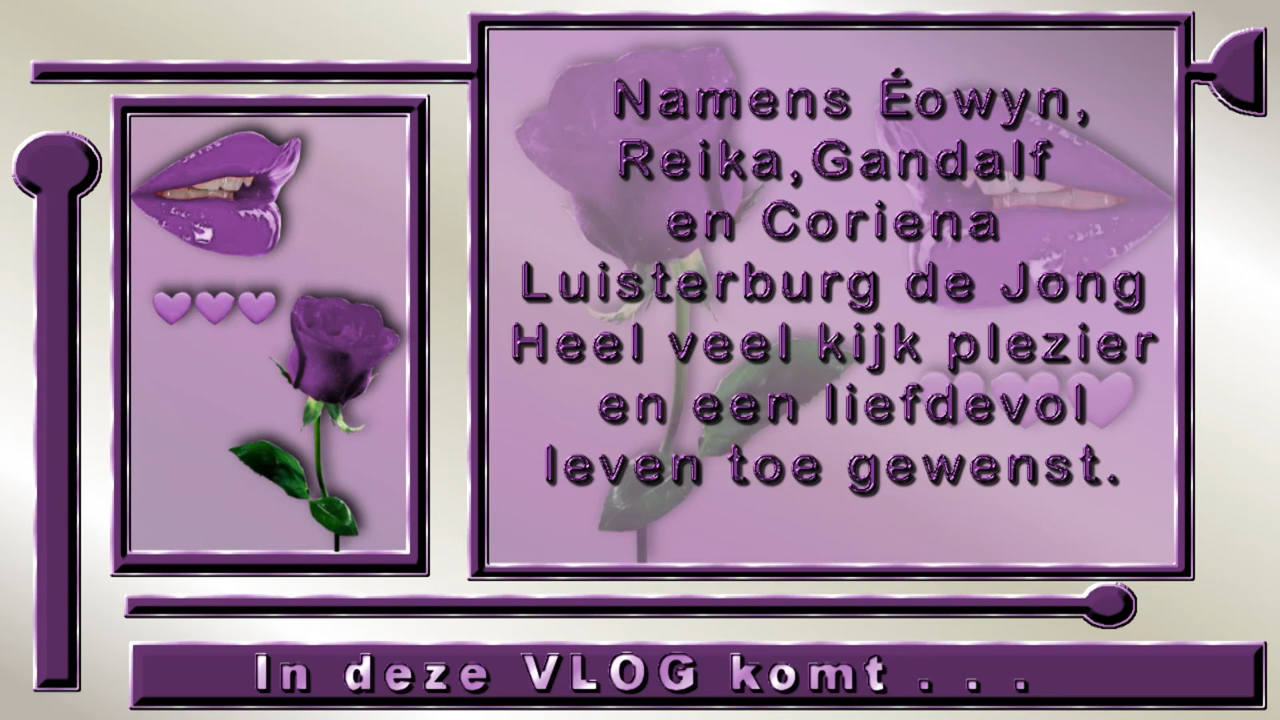 Namens Éowyn,
Reika,Gandalf
en Coriena
Luisterburg de Jong
Heel veel kijk plezier
en een liefdevol
leven toe gewenst.
In deze VLOG komt . . .